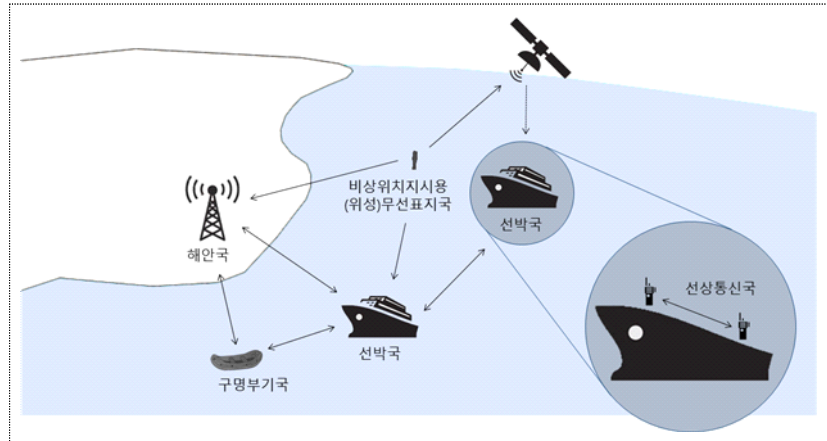 비상위치지시용
(위성)무선표지국
선박국
해안국
선상통신국
선박국
구명부기국